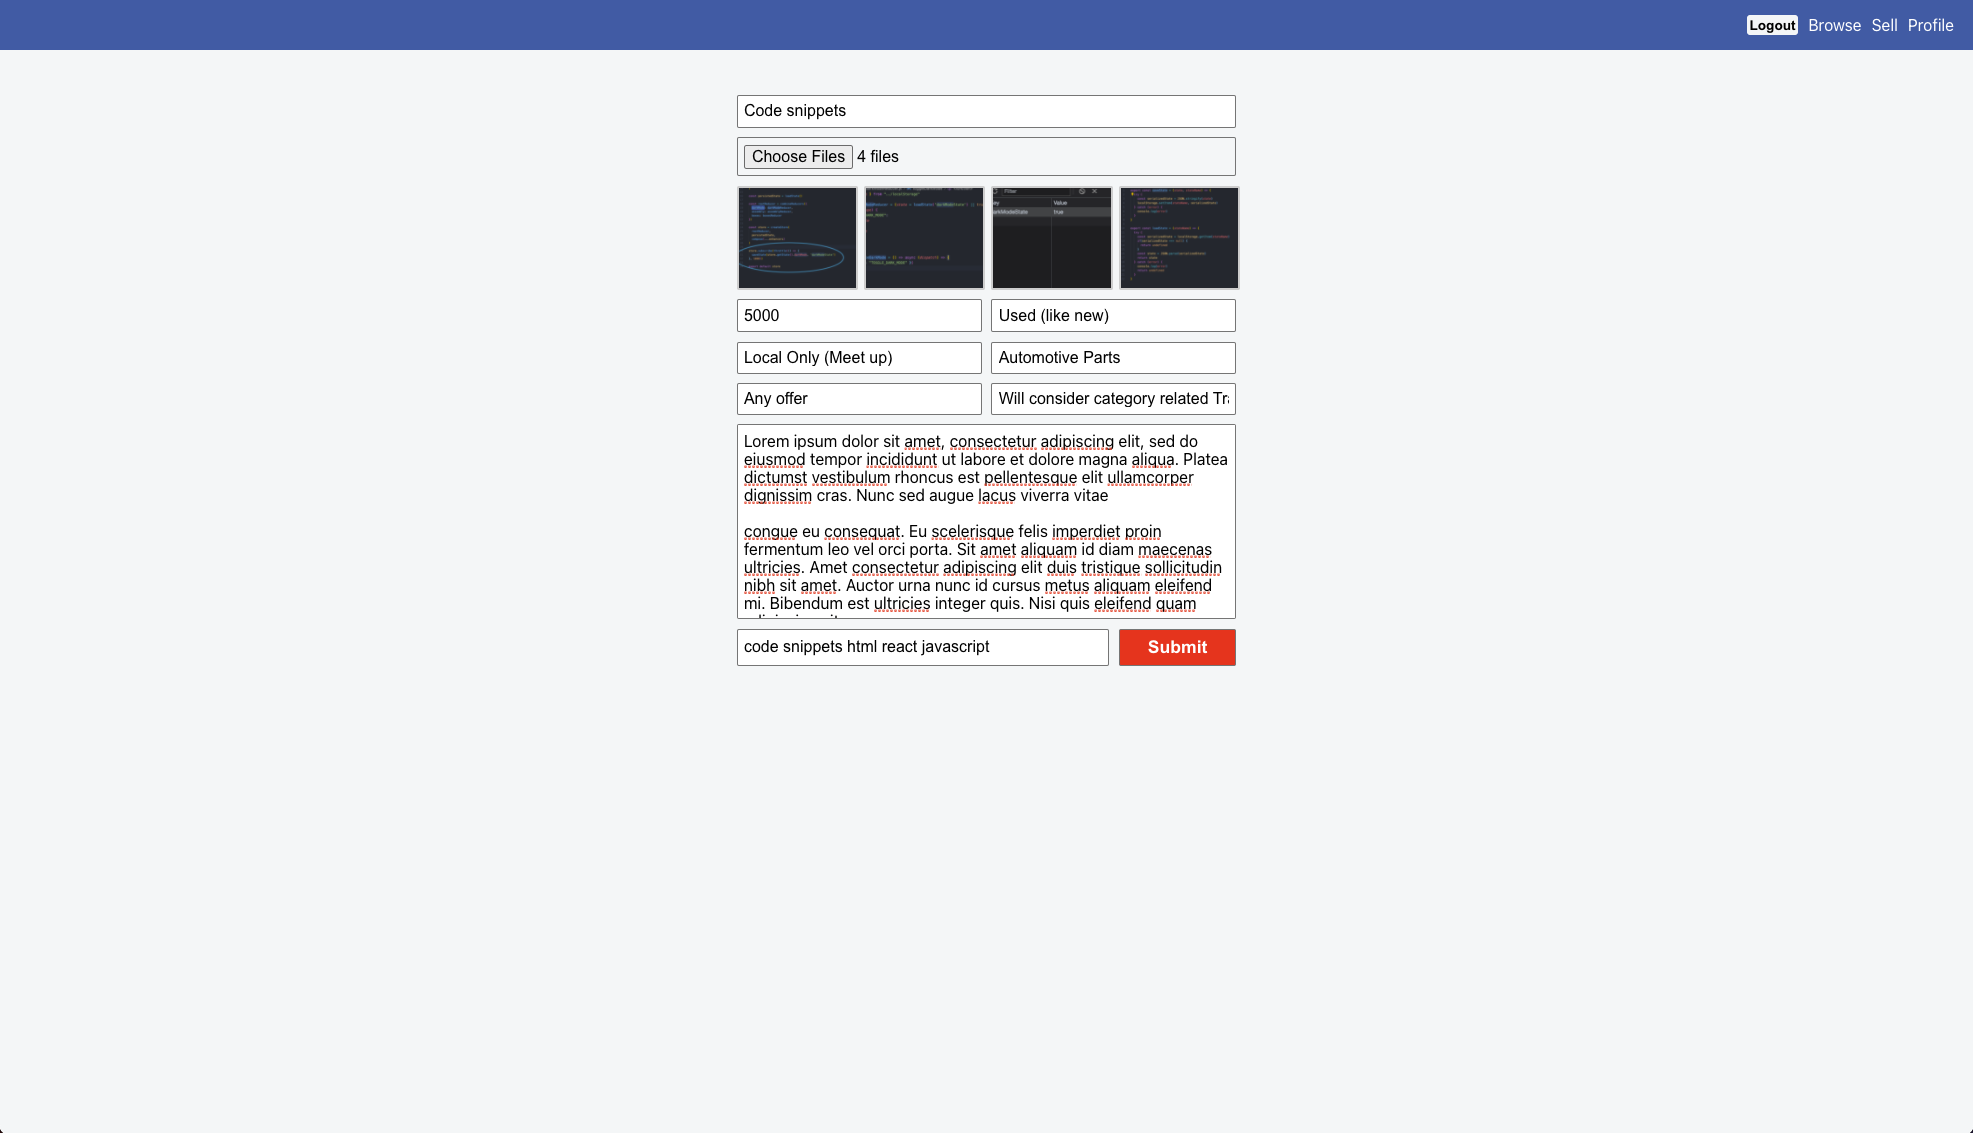 Logout Browse Sell Profile
Code snippets
Choose Files 4 files
Filter
Value
true
5000
Used (like new)
Local Only (Meet up)
Automotive Parts
Any offer
Will consider category related Tr
Lorem ipsum dolor sit amet, consectetur adipiscing elit, sed do
eiusmod tempor incididunt ut labore et dolore magna aliqua. Platea
dictumst vestibulum rhoncus est pellentesque elit ullamcorper
dignissim cras. Nunc sed augue lacus viverra vitae
congue eu consequat. Eu scelerisque felis imperdiet proin
fermentum leo vel orci porta. Sit amet aliquam id diam maecenas
ultricies. Amet consectetur adipiscing elit duis tristique sollicitudin
nibh sit amet. Auctor urna nunc id cursus metus aliquam eleifend
mi. Bibendum est ultricies integer quis. Nisi quis eleifend quam
code snippets html react javascript
Submit